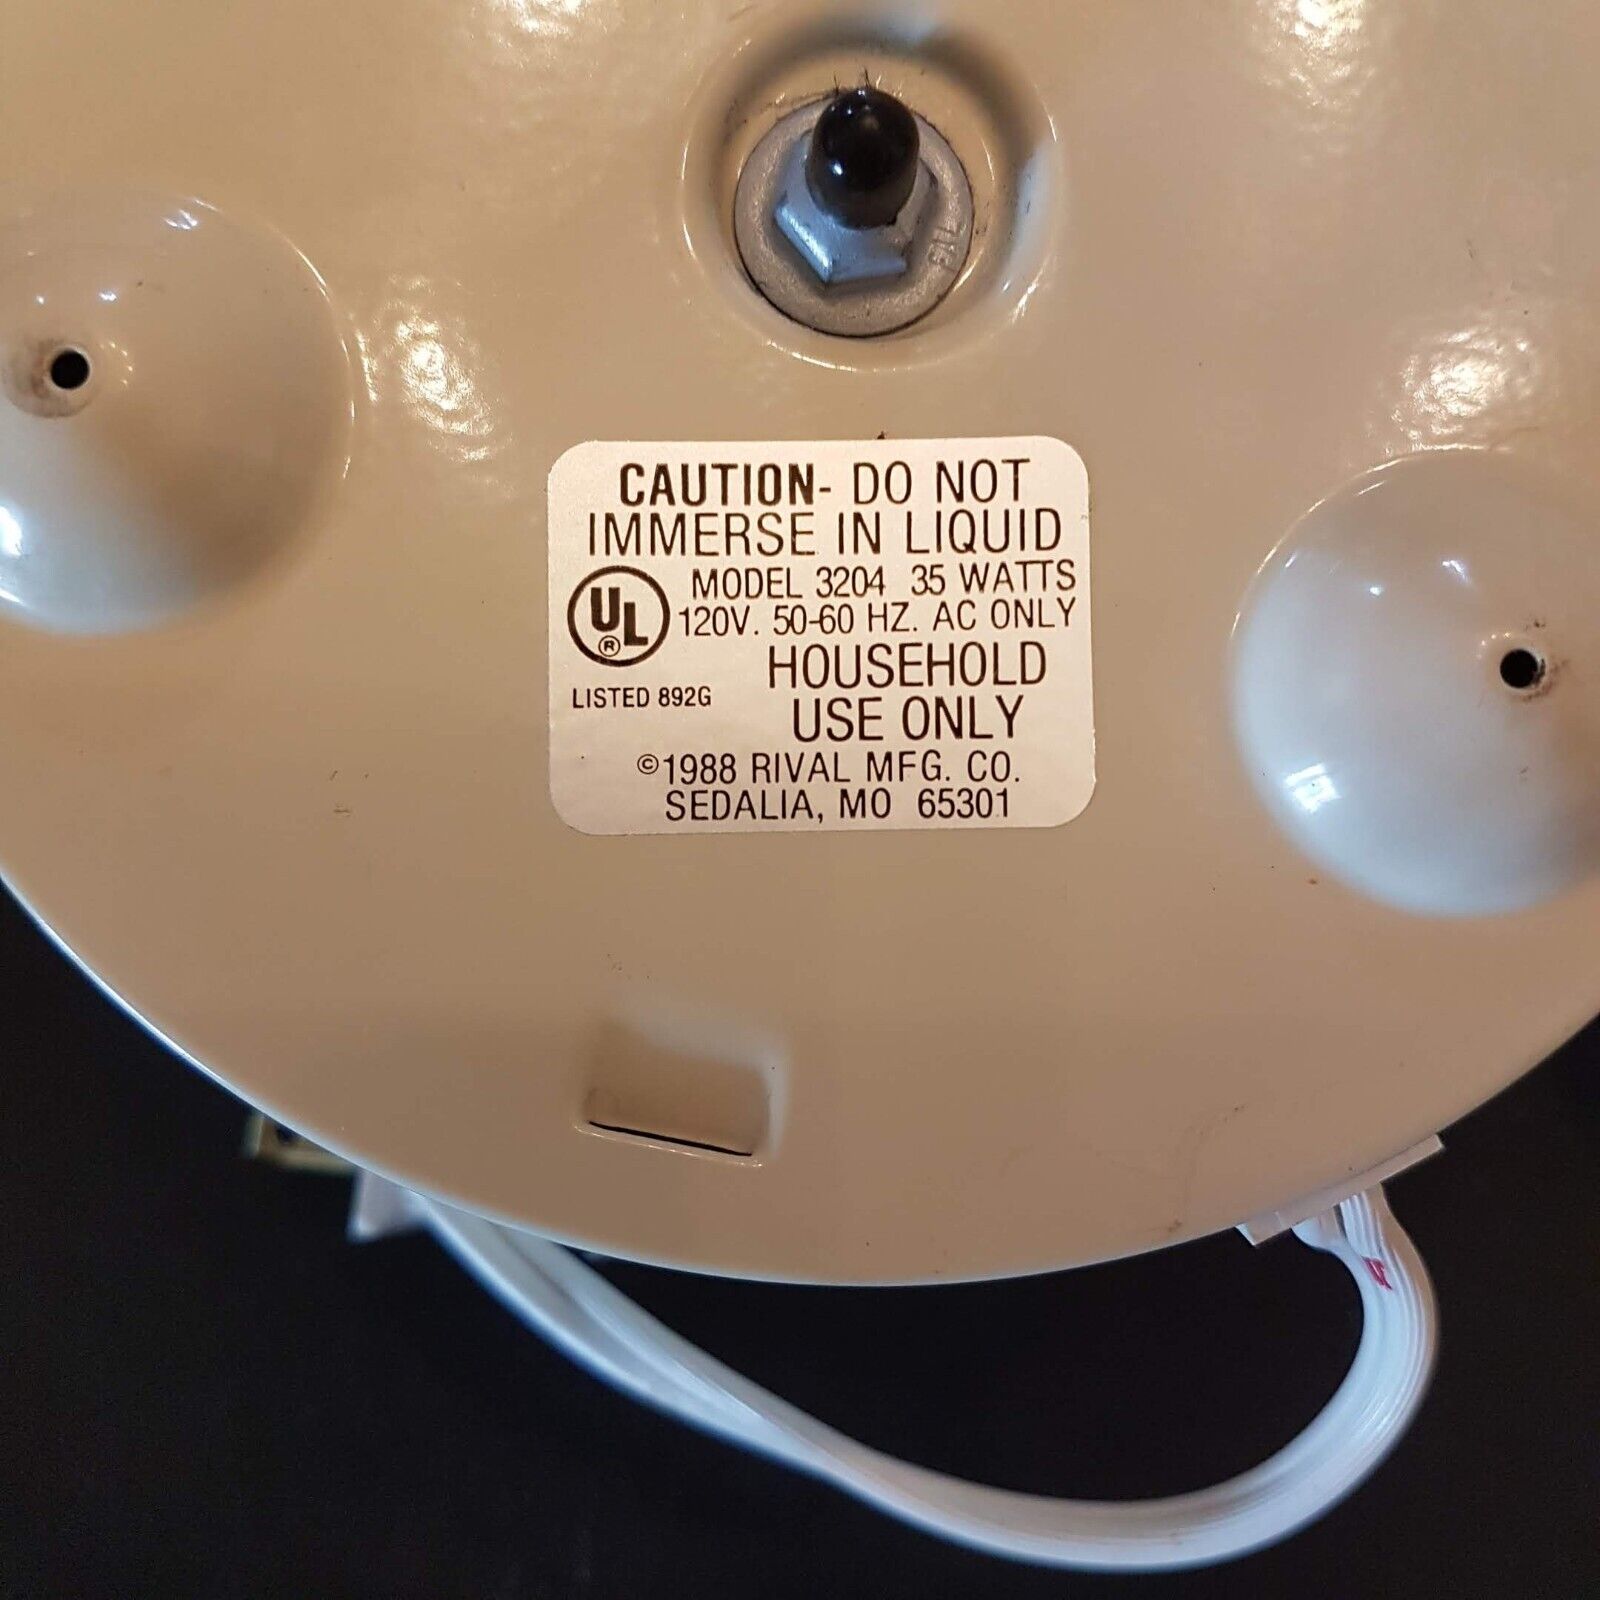 CAUTION- DO NOT
IMMERSE IN LIQUID
MODEL 3204 35 WATTS
120V. 50-60 HZ. AC ONLY
UL
®
LISTED 892G
HOUSEHOLD
USE ONLY
©1988 RIVAL MFG. CO.
SEDALIA, MO 65301